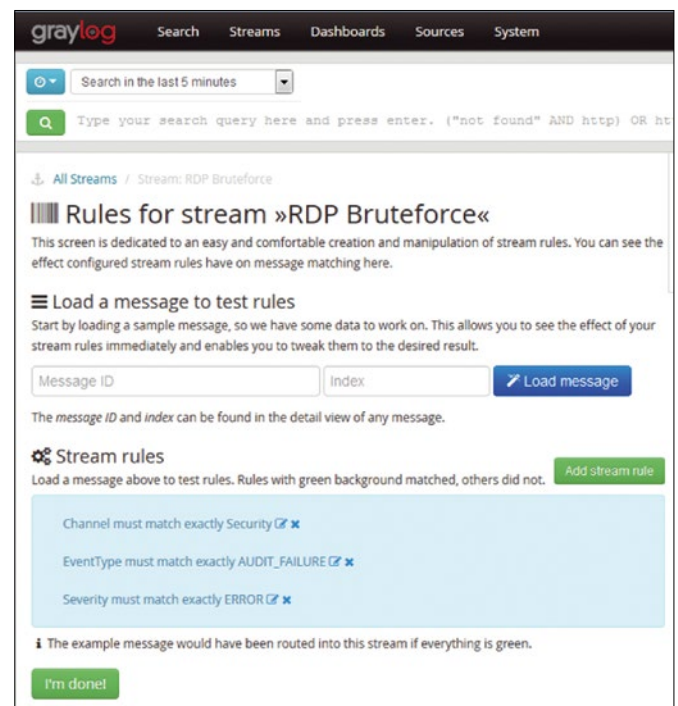 graylog Search Streams Dashboards Sources System
Search in the last 5 minutes
Type your search query here and press enter. ("not found" AND http) OR
All Streams / Stream: RDP Bruteforce
Rules for stream »RDP Bruteforce«
This screen is dedicated to an easy and comfortable creation and manipulation of stream rules. You can see the
effect configured stream rules have on message matching here.
Load a message to test rules
Start by loading a sample message, so we have some data to work on. This allows you to see the effect of your
stream rules immediately and enables you to tweak them to the desired result.
Message ID Index Load message
The message ID and index can be found in the detail view of any message.
Stream rules
Load a message above to test rules. Rules with green background matched, others did not. Add stream rule
Channel must match exactly Security
EventType must match exactly AUDIT_FAILURE
Severity must match exactly ERROR
The example message would have been routed into this stream if everything is green.
I'm done!